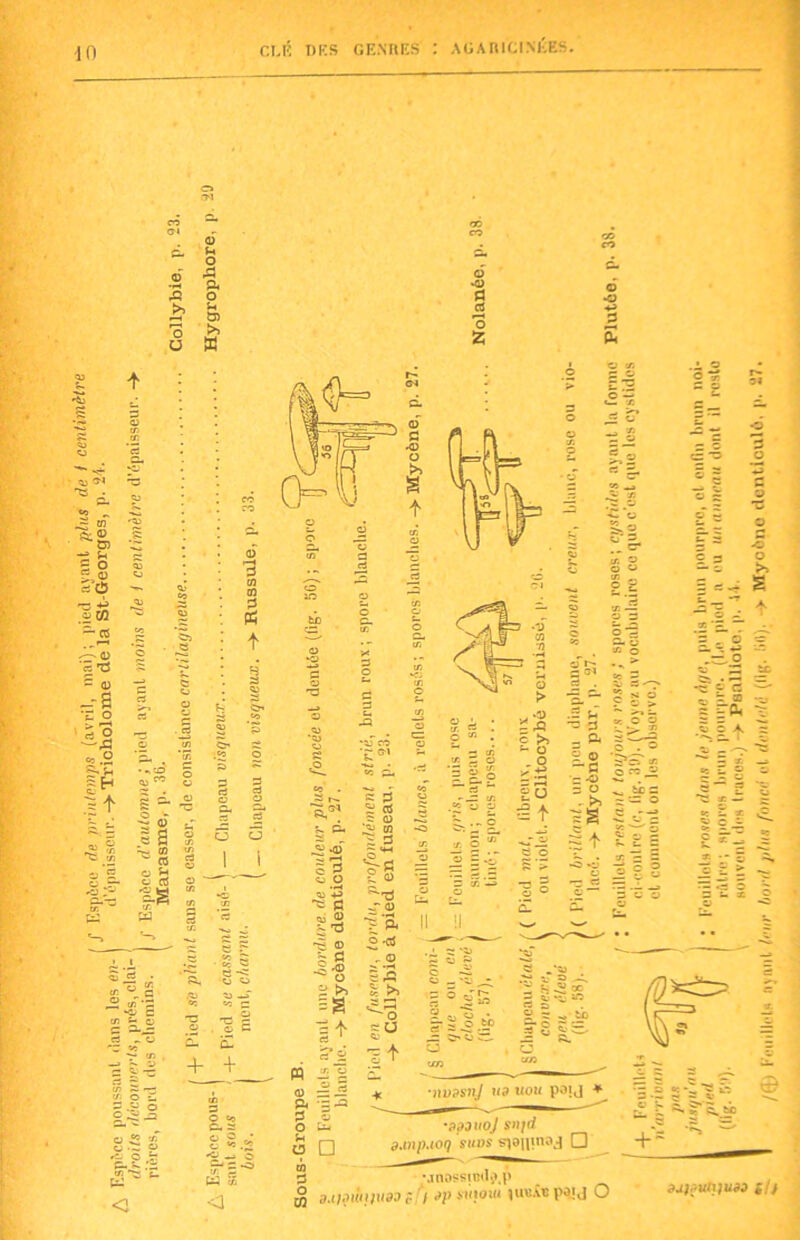 10
CLÉ DES GENRES : AGARICINÉES.
△ Espèce poussant dans les endroits découverts, prés, clairières, bord des chemins.
∫ Espèce de printemps (avril, mai); pied ayant plus de 1 centimètre
d'épaisseur. → Tricholome de la St-Georges, p. 24.
∫∫ Espèce d'automne; pied ayant moins de 1 centimètre d'épaisseur. →
Marasme, p. 36.
△ Espèce poussant sous bois.
+ Pied se pliant sans se casser, de consistance cartilagineuse
Collybie, p. 23.
+ Pied se cassant aisément, charnu.
— Chapeau visqueux
Hygrophore, p. 29
— Chapeau non visqueux. → Russule, p. 33.
Sous-Groupe B.
□ Feuillets ayant une bordure de couleur plus foncée et dentée (fig. 56); spore
blanche. → Mycène denticulé, p. 27.
56
○ Pied ayant moins de 1/3 centimètre
d'épaisseur.
□ Feuillets sans bordure
plus foncée.
* Pied en fuseau, tordu, profondément strié, brun roux; spore blanche.
→ Collybie à pied en fuseau, p. 23.
* Pied non en fuseau.
§ Chapeau conique ou en
cloche, élevé
(fig. 57),
|| Feuillets blancs, à reflets rosés; spores blanches. → Mycène, p. 27.
|| Feuillets gris, puis rose
saumon; chapeau satiné; spores roses....
57
58
Nolanée, p. 38.
§§ Chapeau étalé,
convexe,
peu élevé
(fig. 58).
( Pied mat, fibreux, roux
ou violet. → Clitocybe vernissé, p. 26.
(( Pied brillant, un peu diaphane, souvent creux, blanc, rose ou violacé. → Mycène pur, p. 27.
1/3 centimètre
+ Feuillets
n'arrivant
pas
jusqu'au
pied
(fig. 59).
59
: Feuillets restant toujours roses; spores roses; cystides ayant la forme
ci-contre (c, fig. 39). (Voyez au vocabulaire ce que c'est que les cystides
et comment on les observe.)
Plutée, p. 38.
: : Feuillets roses dans le jeune âge, puis brun pourpre, et enfin brun noirâtre; spores brun pourpre. (Le pied a eu un anneau dont il reste
souvent des traces.) → Psalliote, p. 44.
⊕ Feuillets ayant leur bord plus foncé et dentelé (fig. 56). → Mycène denticulé, p. 27.